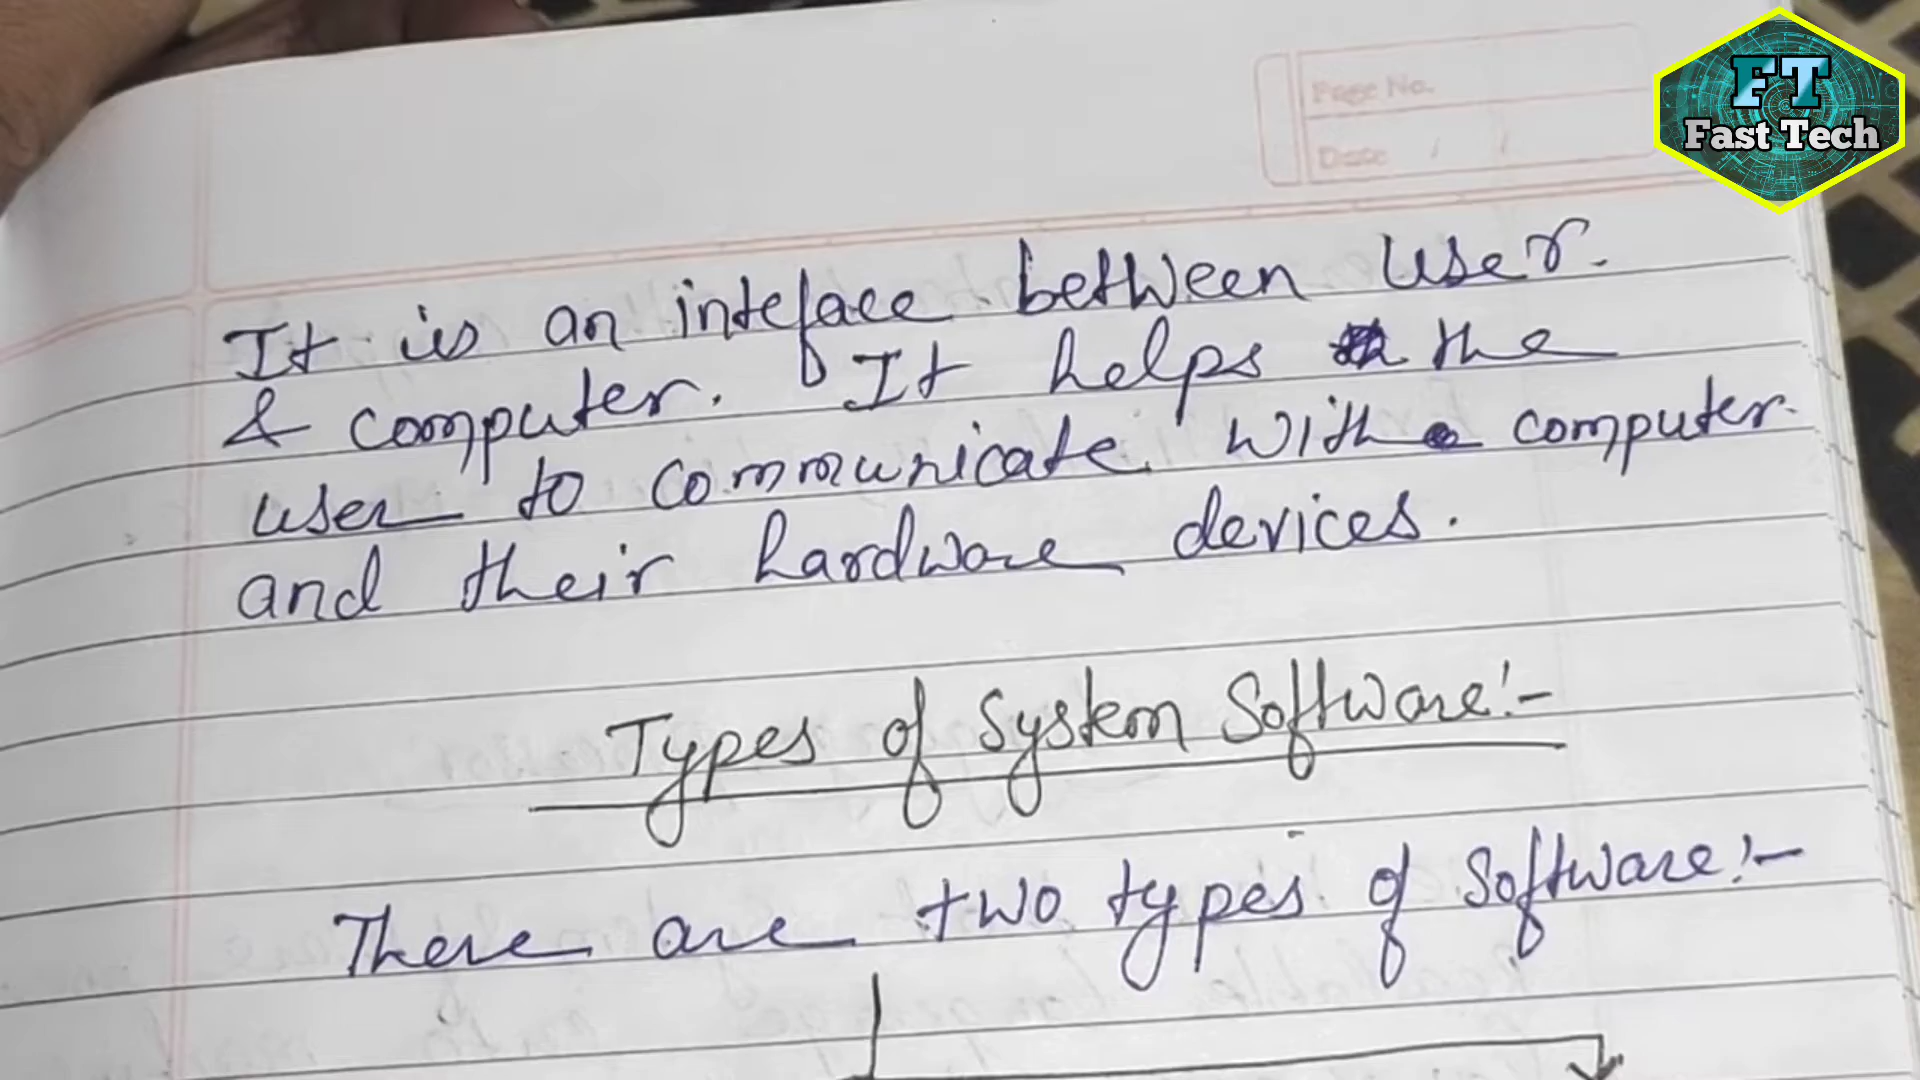 Page No.
Date / /
FT
Fast Tech
It is an inteface between user.
& computer. It helps the
user to communicate with computer
and their hardware devices.
Types of System Software:-
There are two types of Software:-